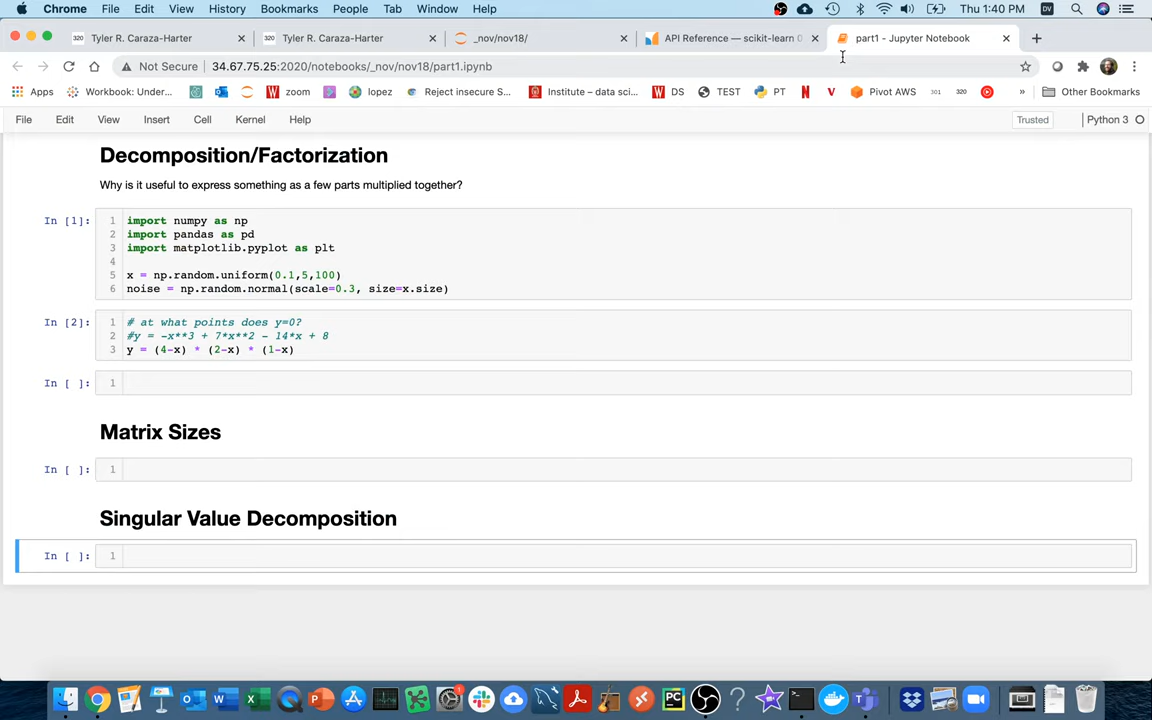 Chrome File Edit View History Bookmarks People Tab Window Help Thu 1:40 PM DV
320 Tyler R. Caraza-Harter 320 Tyler R. Caraza-Harter _nov/nov18/ API Reference — scikit-learn 0 part1 - Jupyter Notebook
Not Secure 34.67.75.25:2020/notebooks/_nov/nov18/part1.ipynb
Apps Workbook: Under... zoom lopez Reject insecure S... Institute – data sci... DS TEST PT Pivot AWS 301 320 » Other Bookmarks
File Edit View Insert Cell Kernel Help Trusted Python 3
Decomposition/Factorization
Why is it useful to express something as a few parts multiplied together?
In [1]: 1 import numpy as np
2 import pandas as pd
3 import matplotlib.pyplot as plt
4
5 x = np.random.uniform(0.1,5,100)
6 noise = np.random.normal(scale=0.3, size=x.size)
In [2]: 1 # at what points does y=0?
2 #y = -x**3 + 7*x**2 - 14*x + 8
3 y = (4-x) * (2-x) * (1-x)
In [ ]: 1
Matrix Sizes
In [ ]: 1
Singular Value Decomposition
In [ ]: 1